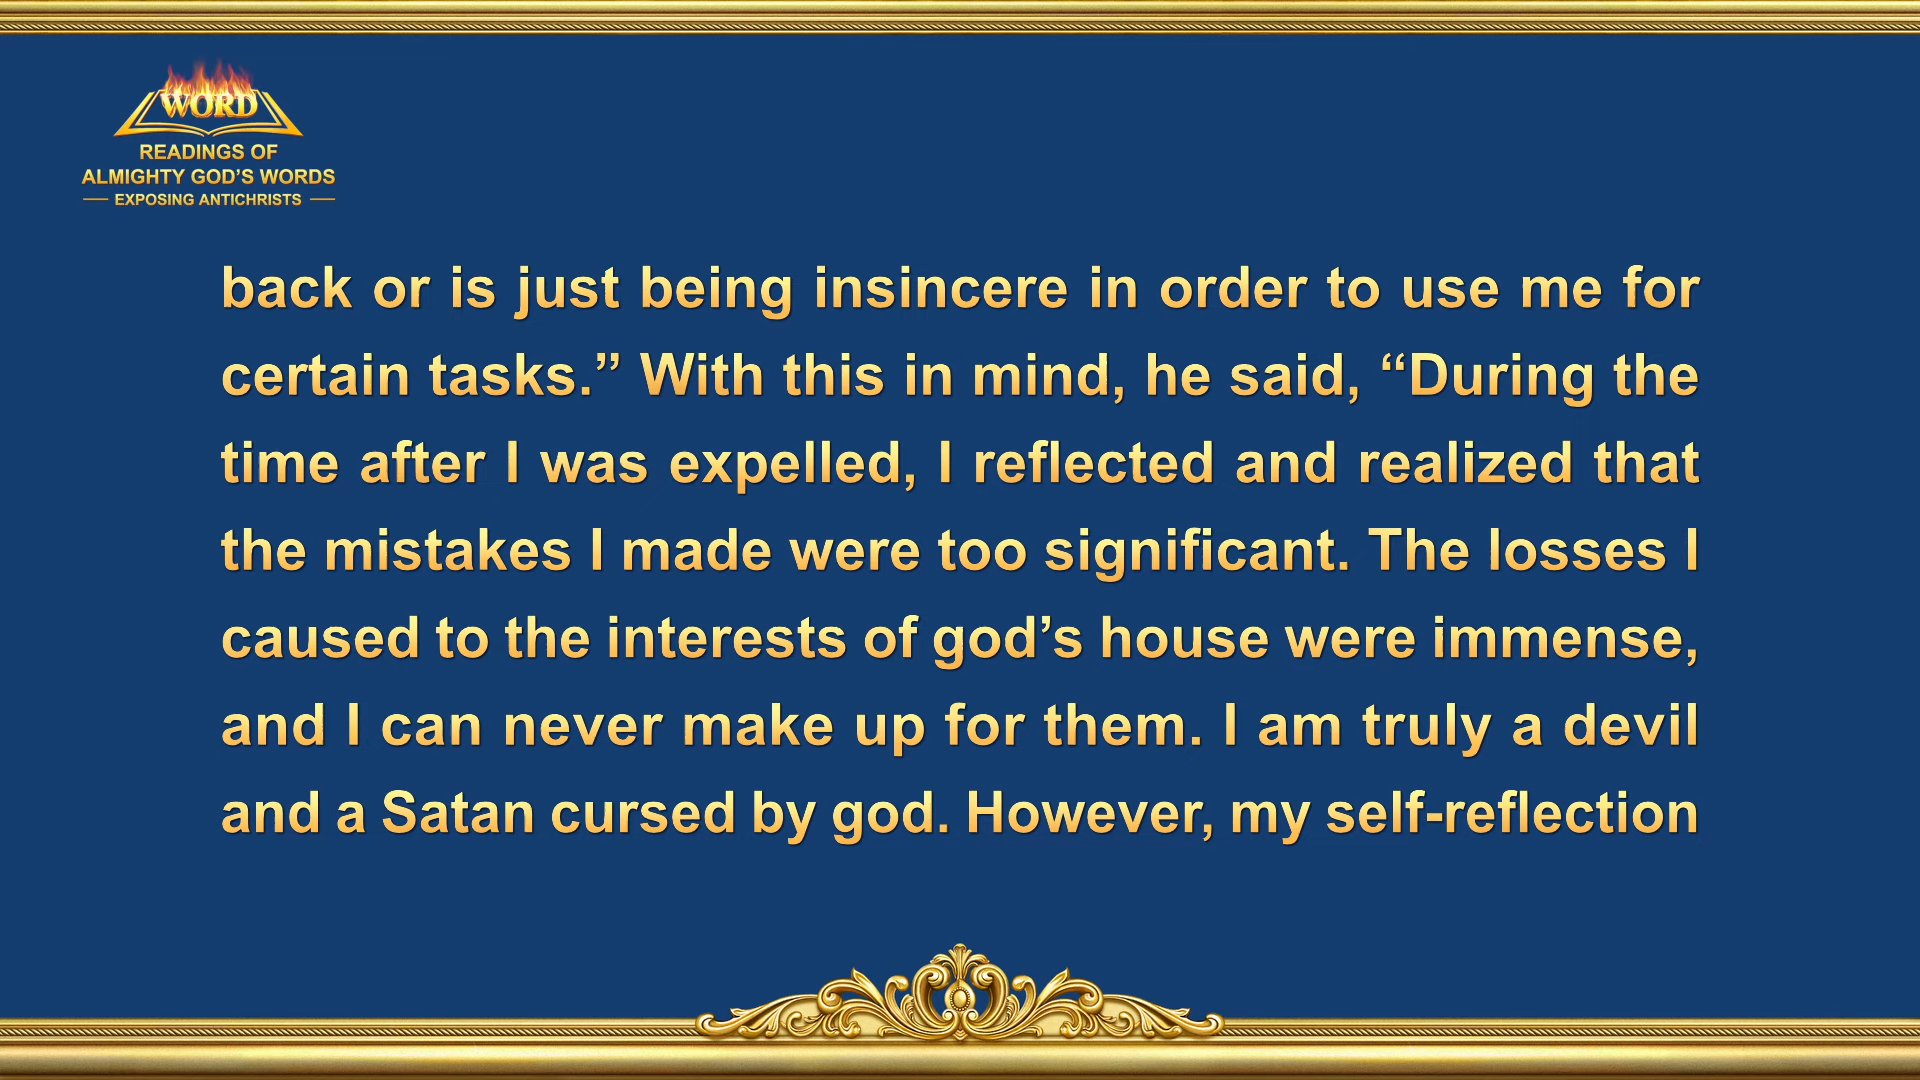 WORD
READINGS OF
ALMIGHTY GOD'S WORDS
EXPOSING ANTICHRISTS
back or is just being insincere in order to use me for
certain tasks.” With this in mind, he said, “During the
time after I was expelled, I reflected and realized that
the mistakes I made were too significant. The losses I
caused to the interests of god’s house were immense,
and I can never make up for them. I am truly a devil
and a Satan cursed by god. However, my self-reflection